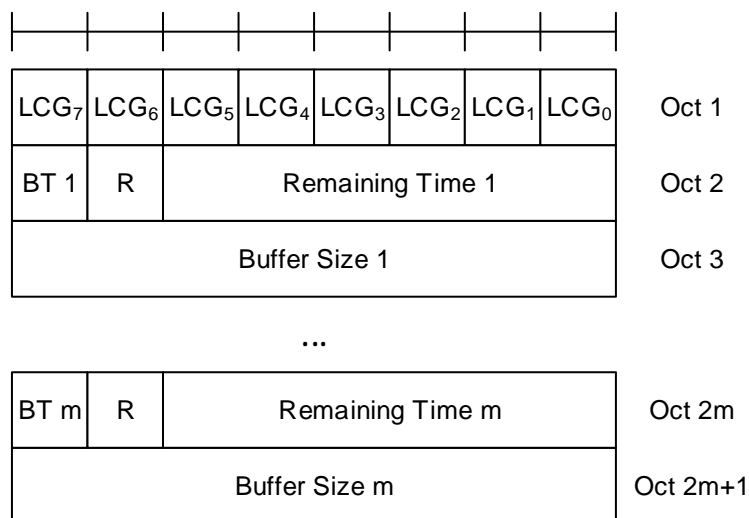 LCG7 LCG6 LCG5 LCG4 LCG3 LCG2 LCG1 LCG0 Oct 1
BT 1 R Remaining Time 1 Oct 2
Buffer Size 1 Oct 3
...
BT m R Remaining Time m Oct 2m
Buffer Size m Oct 2m+1